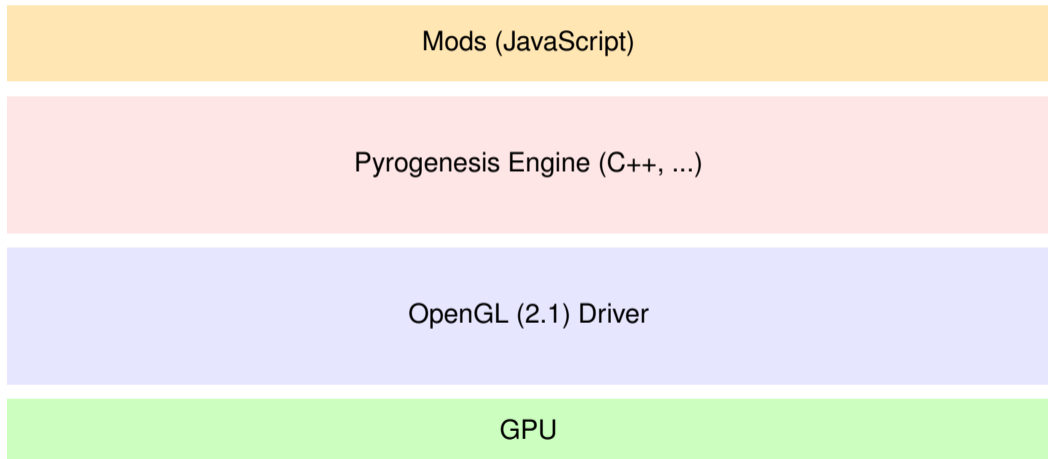 Mods (JavaScript)
Pyrogenesis Engine (C++, ...)
OpenGL (2.1) Driver
GPU